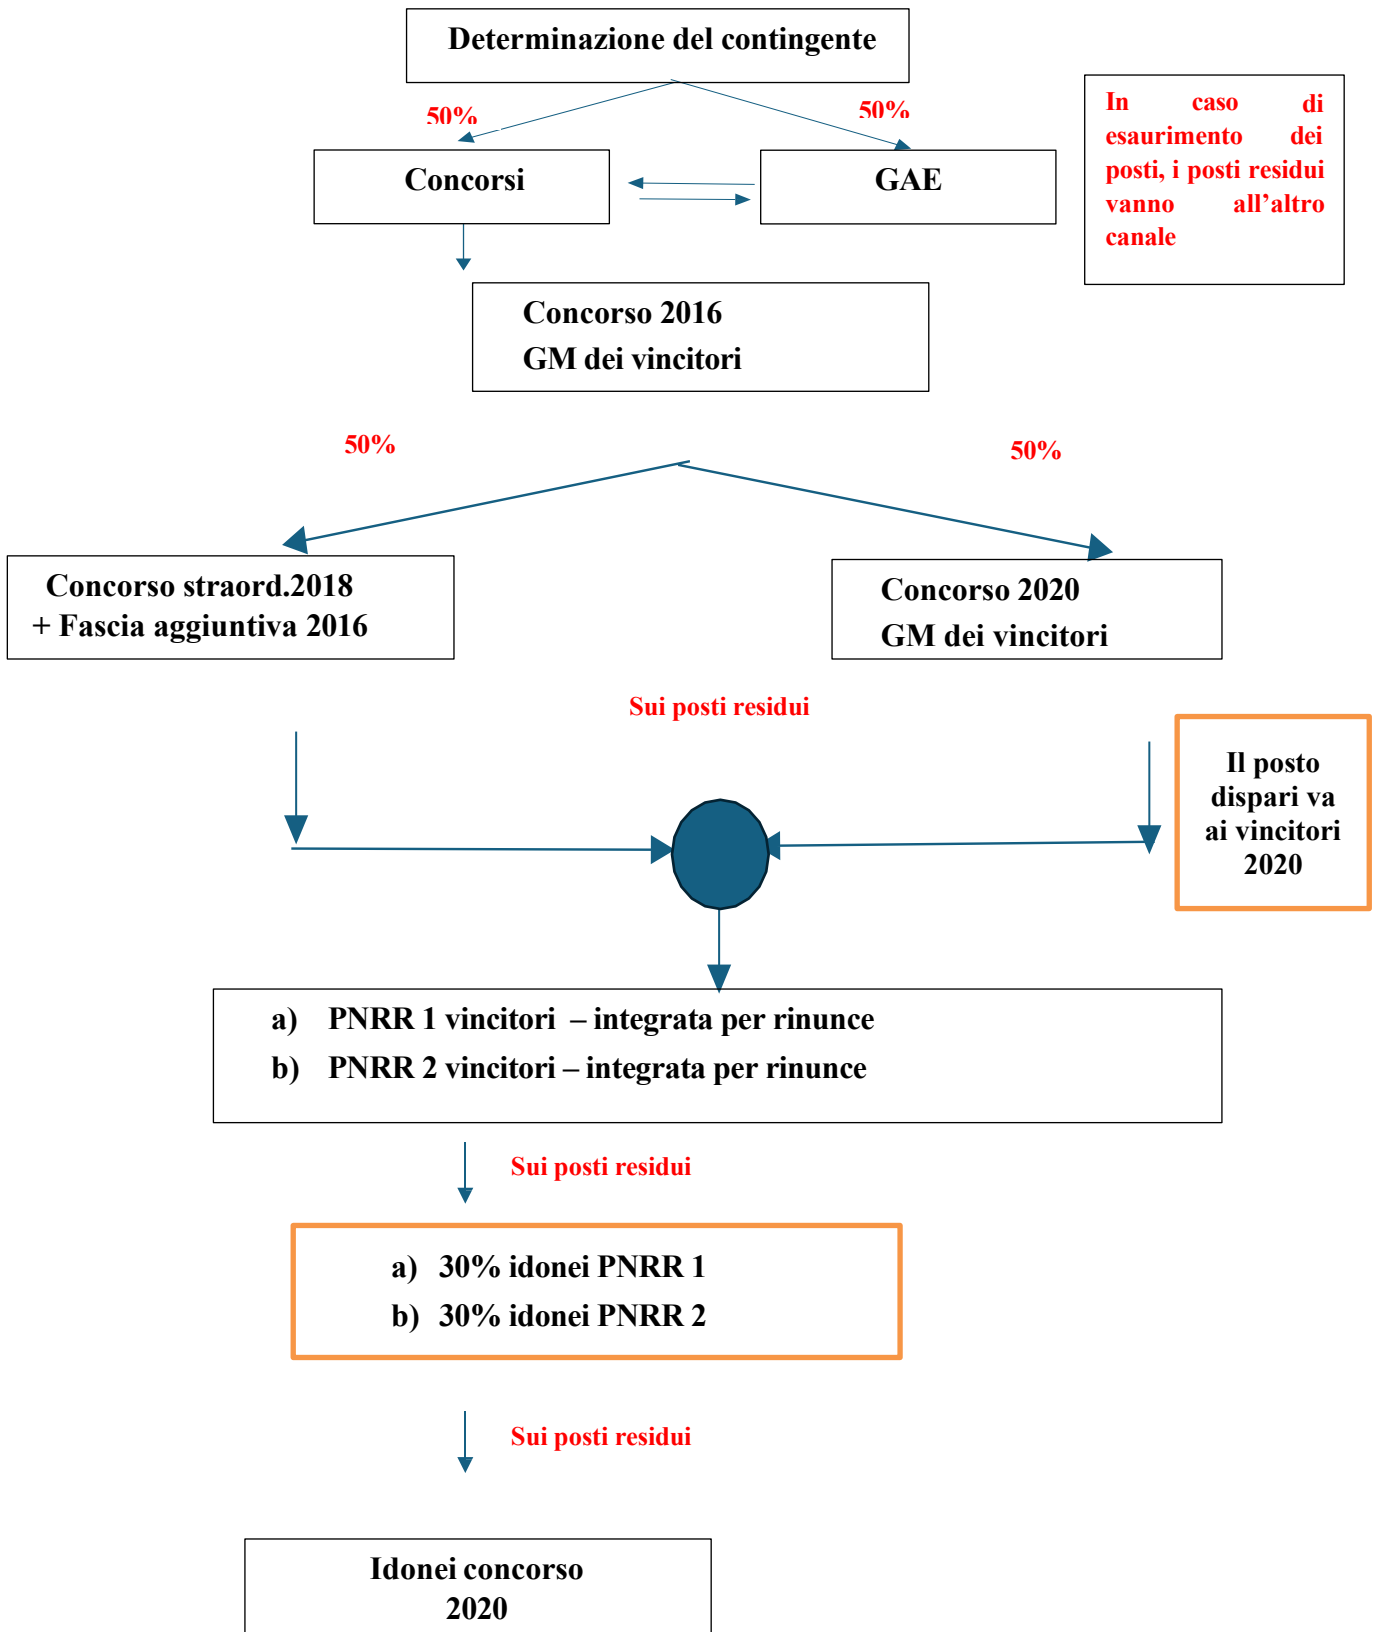 Determinazione del contingente
50%
50%
In caso di
esaurimento dei
posti, i posti residui
vanno all’altro
canale
Concorsi
GAE
Concorso 2016
GM dei vincitori
50%
50%
Concorso straord.2018
+ Fascia aggiuntiva 2016
Concorso 2020
GM dei vincitori
Sui posti residui
Il posto
dispari va
ai vincitori
2020
a) PNRR 1 vincitori – integrata per rinunce
b) PNRR 2 vincitori – integrata per rinunce
Sui posti residui
a) 30% idonei PNRR 1
b) 30% idonei PNRR 2
Sui posti residui
Idonei concorso
2020